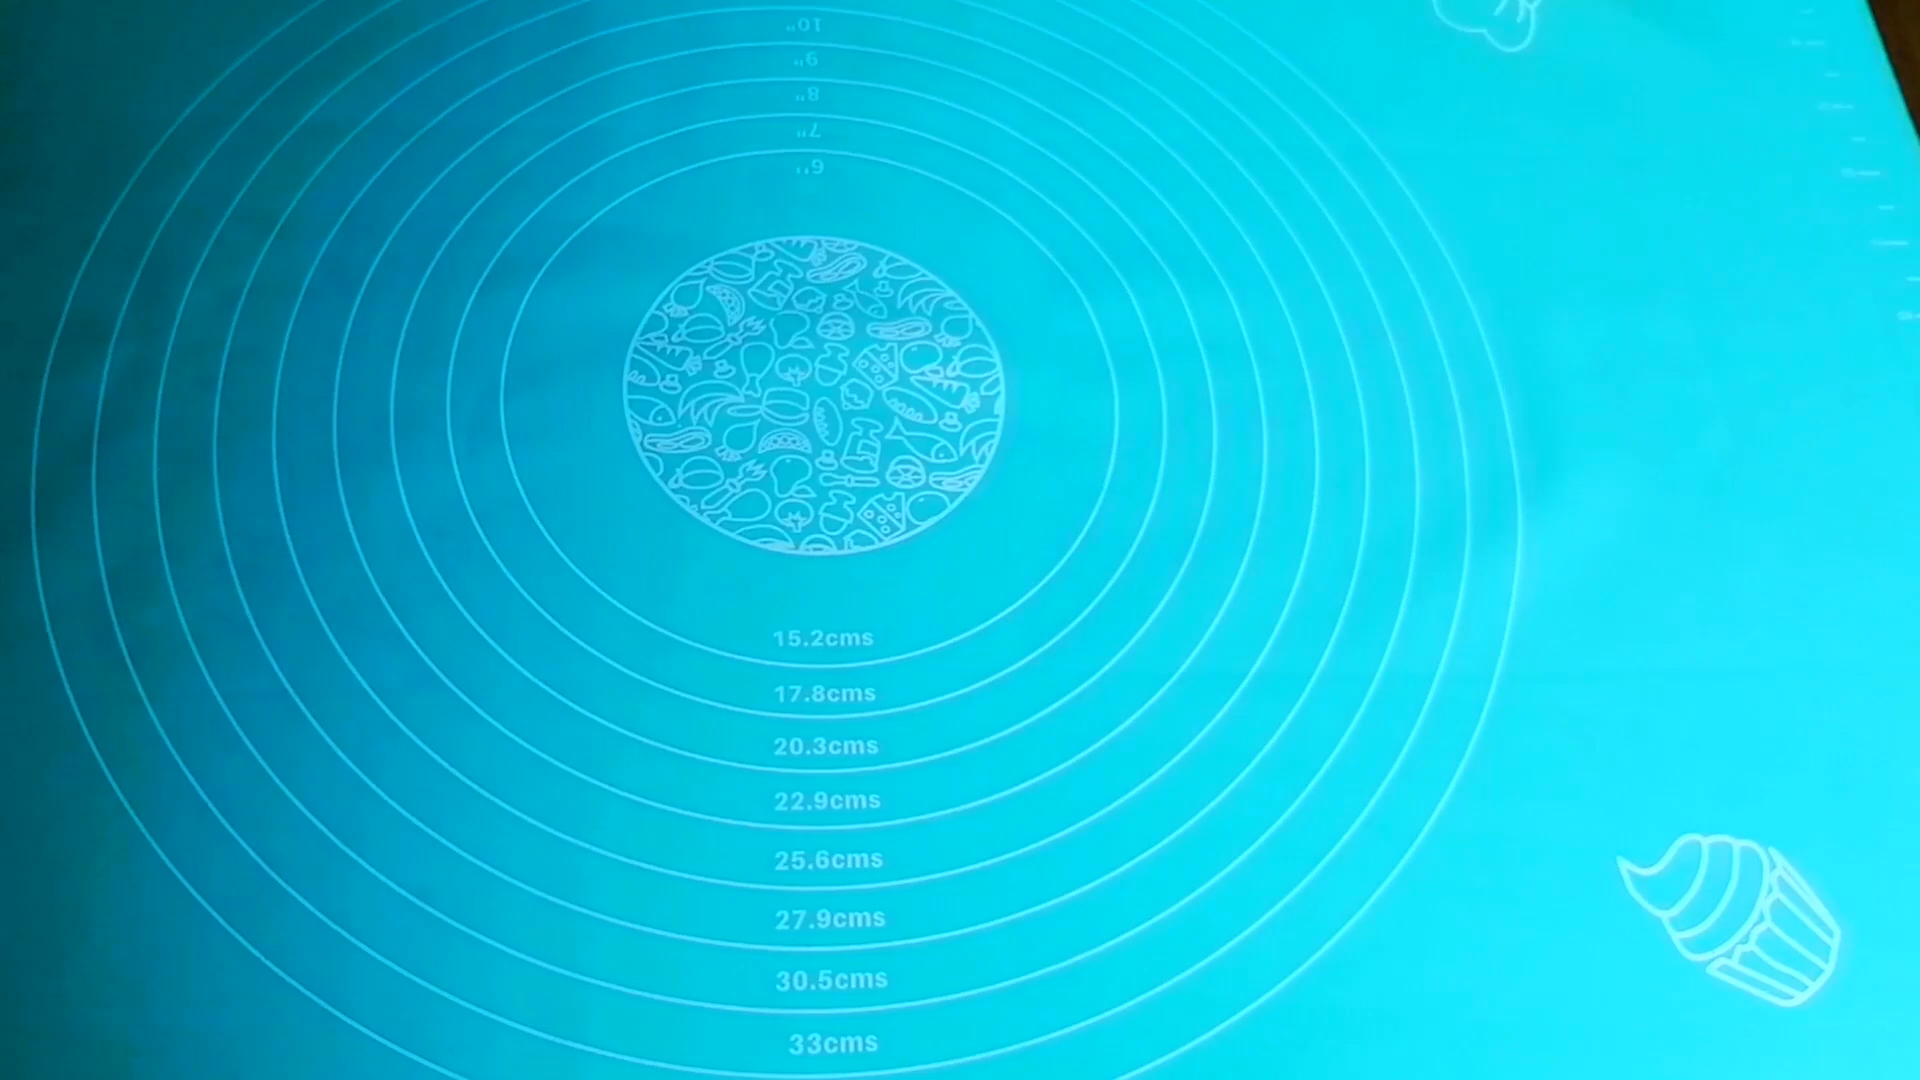 10"
9"
8"
7"
6"
15.2cms
17.8cms
20.3cms
22.9cms
25.6cms
27.9cms
30.5cms
33cms